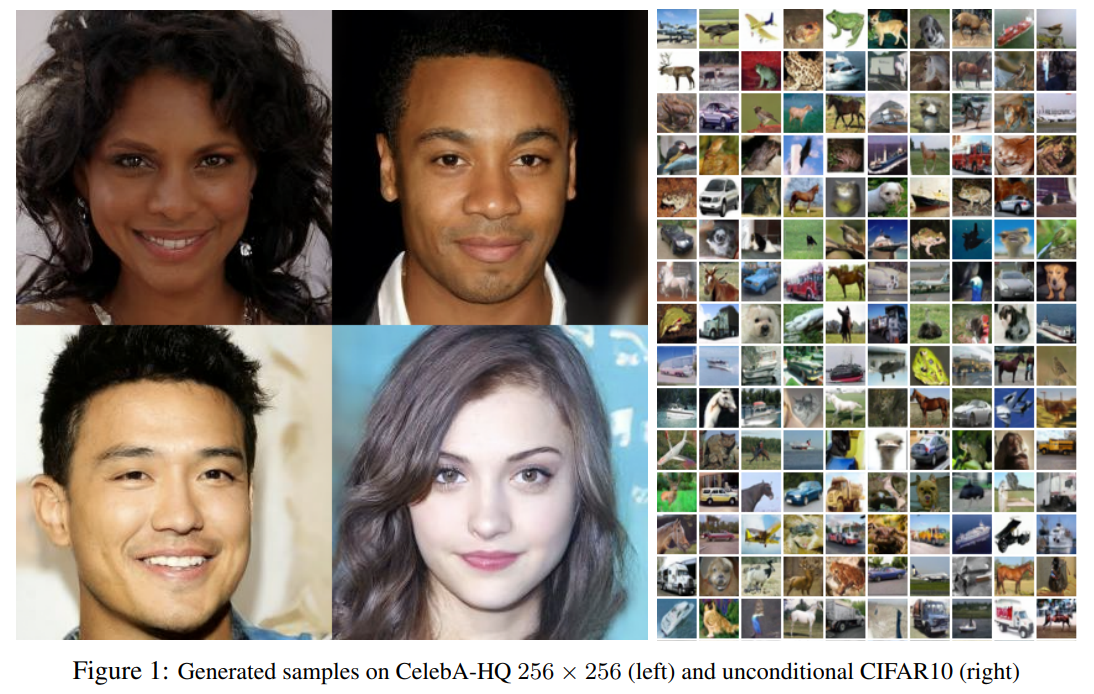 Figure 1: Generated samples on CelebA-HQ 256 × 256 (left) and unconditional CIFAR10 (right)